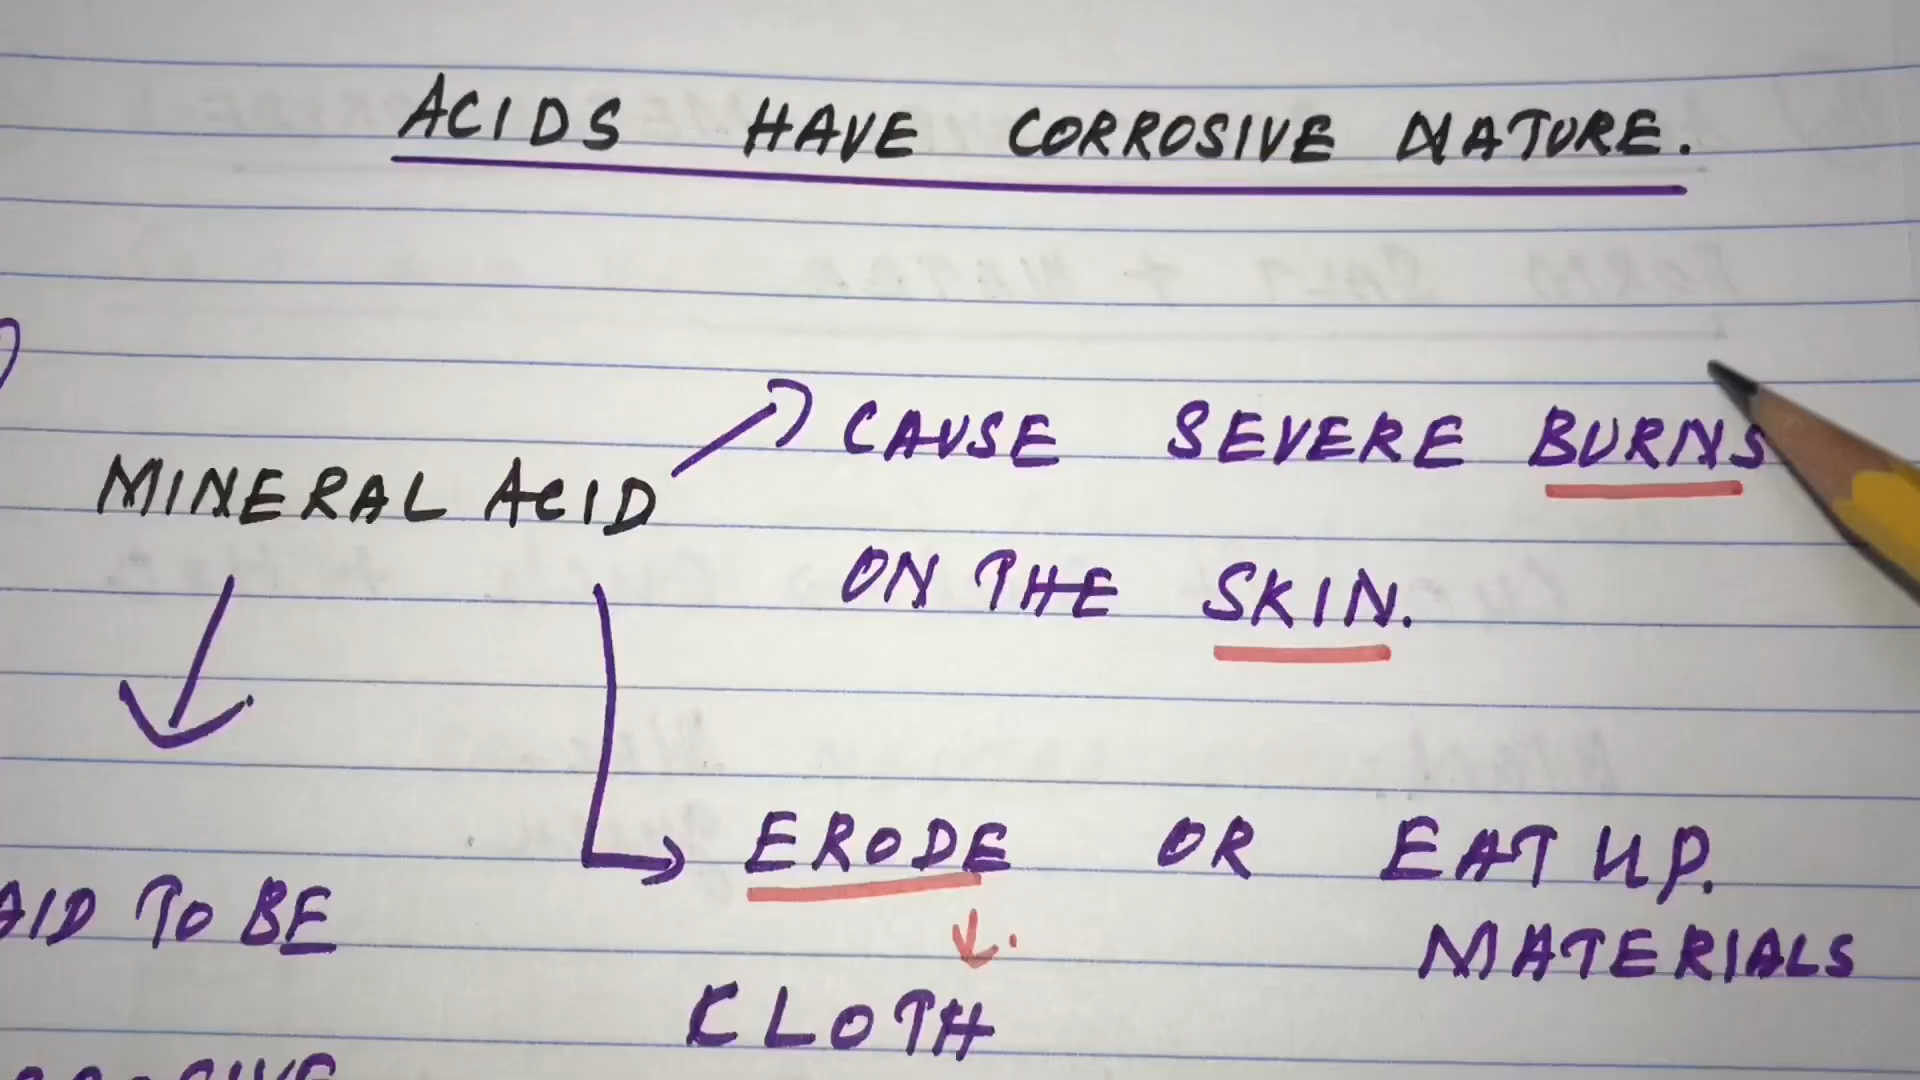 ACIDS HAVE CORROSIVE NATURE.
MINERAL ACID
CAUSE SEVERE BURNS
ON THE SKIN.
ERODE OR EAT UP.
MATERIALS
TO BE
CLOTH